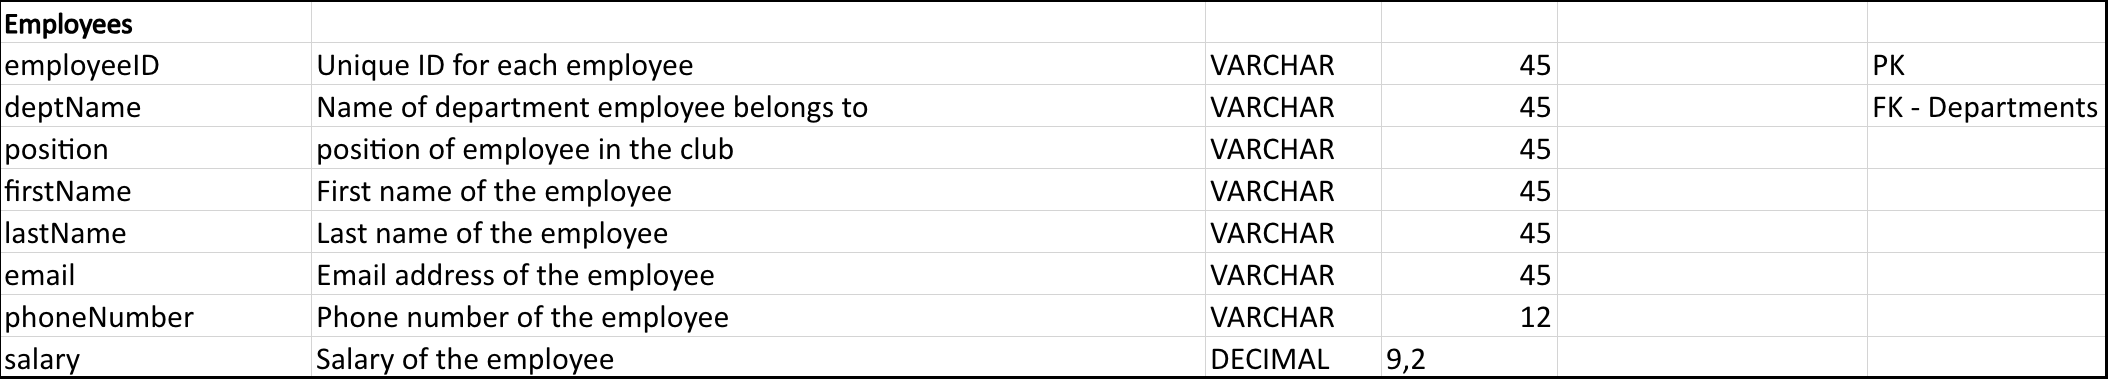 Employees
employeeID Unique ID for each employee VARCHAR 45 PK
deptName Name of department employee belongs to VARCHAR 45 FK - Departments
position position of employee in the club VARCHAR 45
firstName First name of the employee VARCHAR 45
lastName Last name of the employee VARCHAR 45
email Email address of the employee VARCHAR 45
phoneNumber Phone number of the employee VARCHAR 12
salary Salary of the employee DECIMAL 9,2